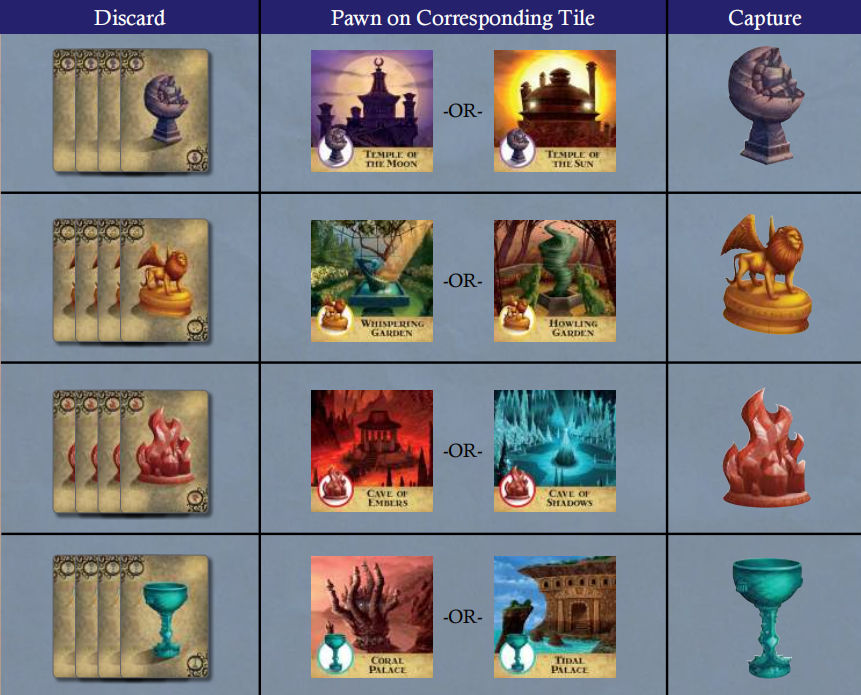 Discard
Pawn on Corresponding Tile
Capture
TEMPLE OF
THE MOON
-OR-
TEMPLE OF
THE SUN
WHISPERING
GARDEN
-OR-
HOWLING
GARDEN
CAVE OF
EMBERS
-OR-
CAVE OF
SHADOWS
CORAL
PALACE
-OR-
TIDAL
PALACE